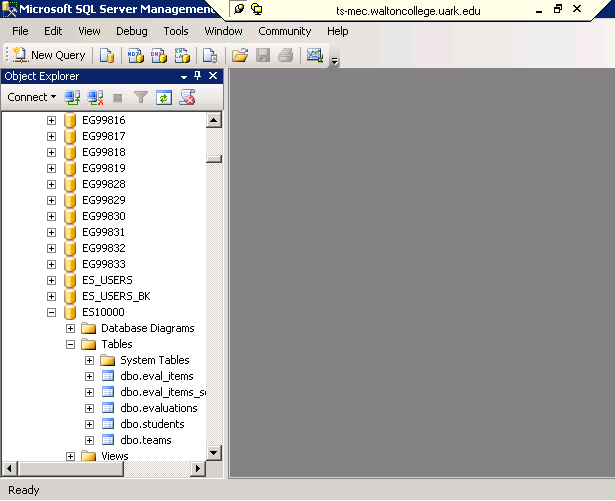 Microsoft SQL Server Management
ts-mec.waltoncollege.uark.edu
File Edit View Debug Tools Window Community Help
New Query
Object Explorer
Connect
EG99816
EG99817
EG99818
EG99819
EG99828
EG99829
EG99830
EG99831
EG99832
EG99833
ES_USERS
ES_USERS_BK
ES10000
Database Diagrams
Tables
System Tables
dbo.eval_items
dbo.eval_items_s
dbo.evaluations
dbo.students
dbo.teams
Views
Ready